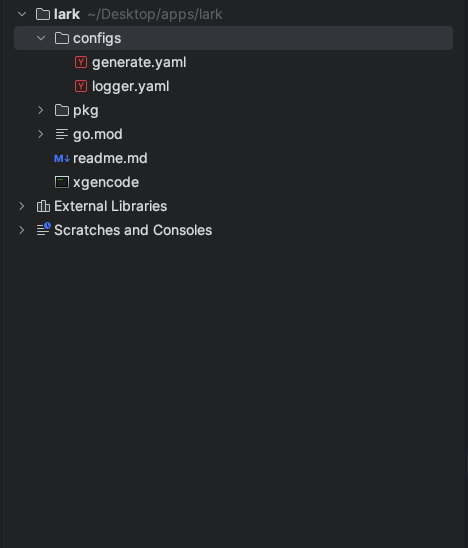 lark ~/Desktop/apps/lark
configs
generate.yaml
logger.yaml
pkg
go.mod
readme.md
xgencode
External Libraries
Scratches and Consoles